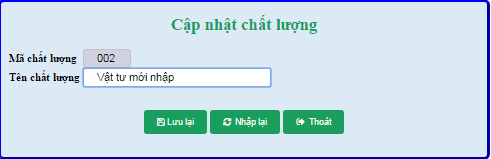 Cập nhật chất lượng
Mã chất lượng 002
Tên chất lượng Vật tư mới nhập
Lưu lại Nhập lại Thoát